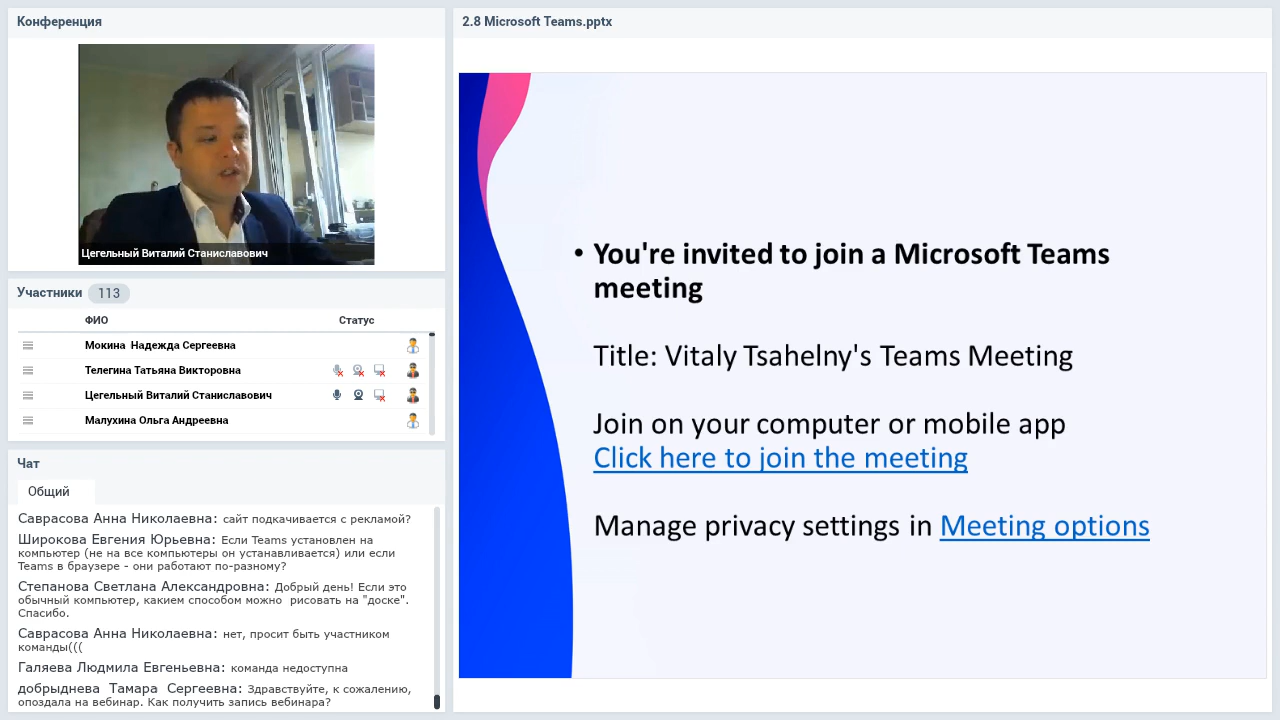 Конференция
Цегельный Виталий Станиславович
Участники 113
ФИО Статус
Мокина Надежда Сергеевна
Телегина Татьяна Викторовна
Цегельный Виталий Станиславович
Малухина Ольга Андреевна
Чат
Общий
Саврасова Анна Николаевна: сайт подкачивается с рекламой?
Широкова Евгения Юрьевна: Если Teams установлен на
компьютер (не на все компьютеры он устанавливается) или если
Teams в браузере - они работают по-разному?
Степанова Светлана Александровна: Добрый день! Если это
обычный компьютер, какием способом можно рисовать на "доске".
Спасибо.
Саврасова Анна Николаевна: нет, просит быть участником
команды(((
Галяева Людмила Евгеньевна: команда недоступна
добрыднева Тамара Сергеевна: Здравствуйте, к сожалению,
опоздала на вебинар. Как получить запись вебинара?
2.8 Microsoft Teams.pptx
• You're invited to join a Microsoft Teams
meeting
Title: Vitaly Tsahelny's Teams Meeting
Join on your computer or mobile app
Click here to join the meeting
Manage privacy settings in Meeting options